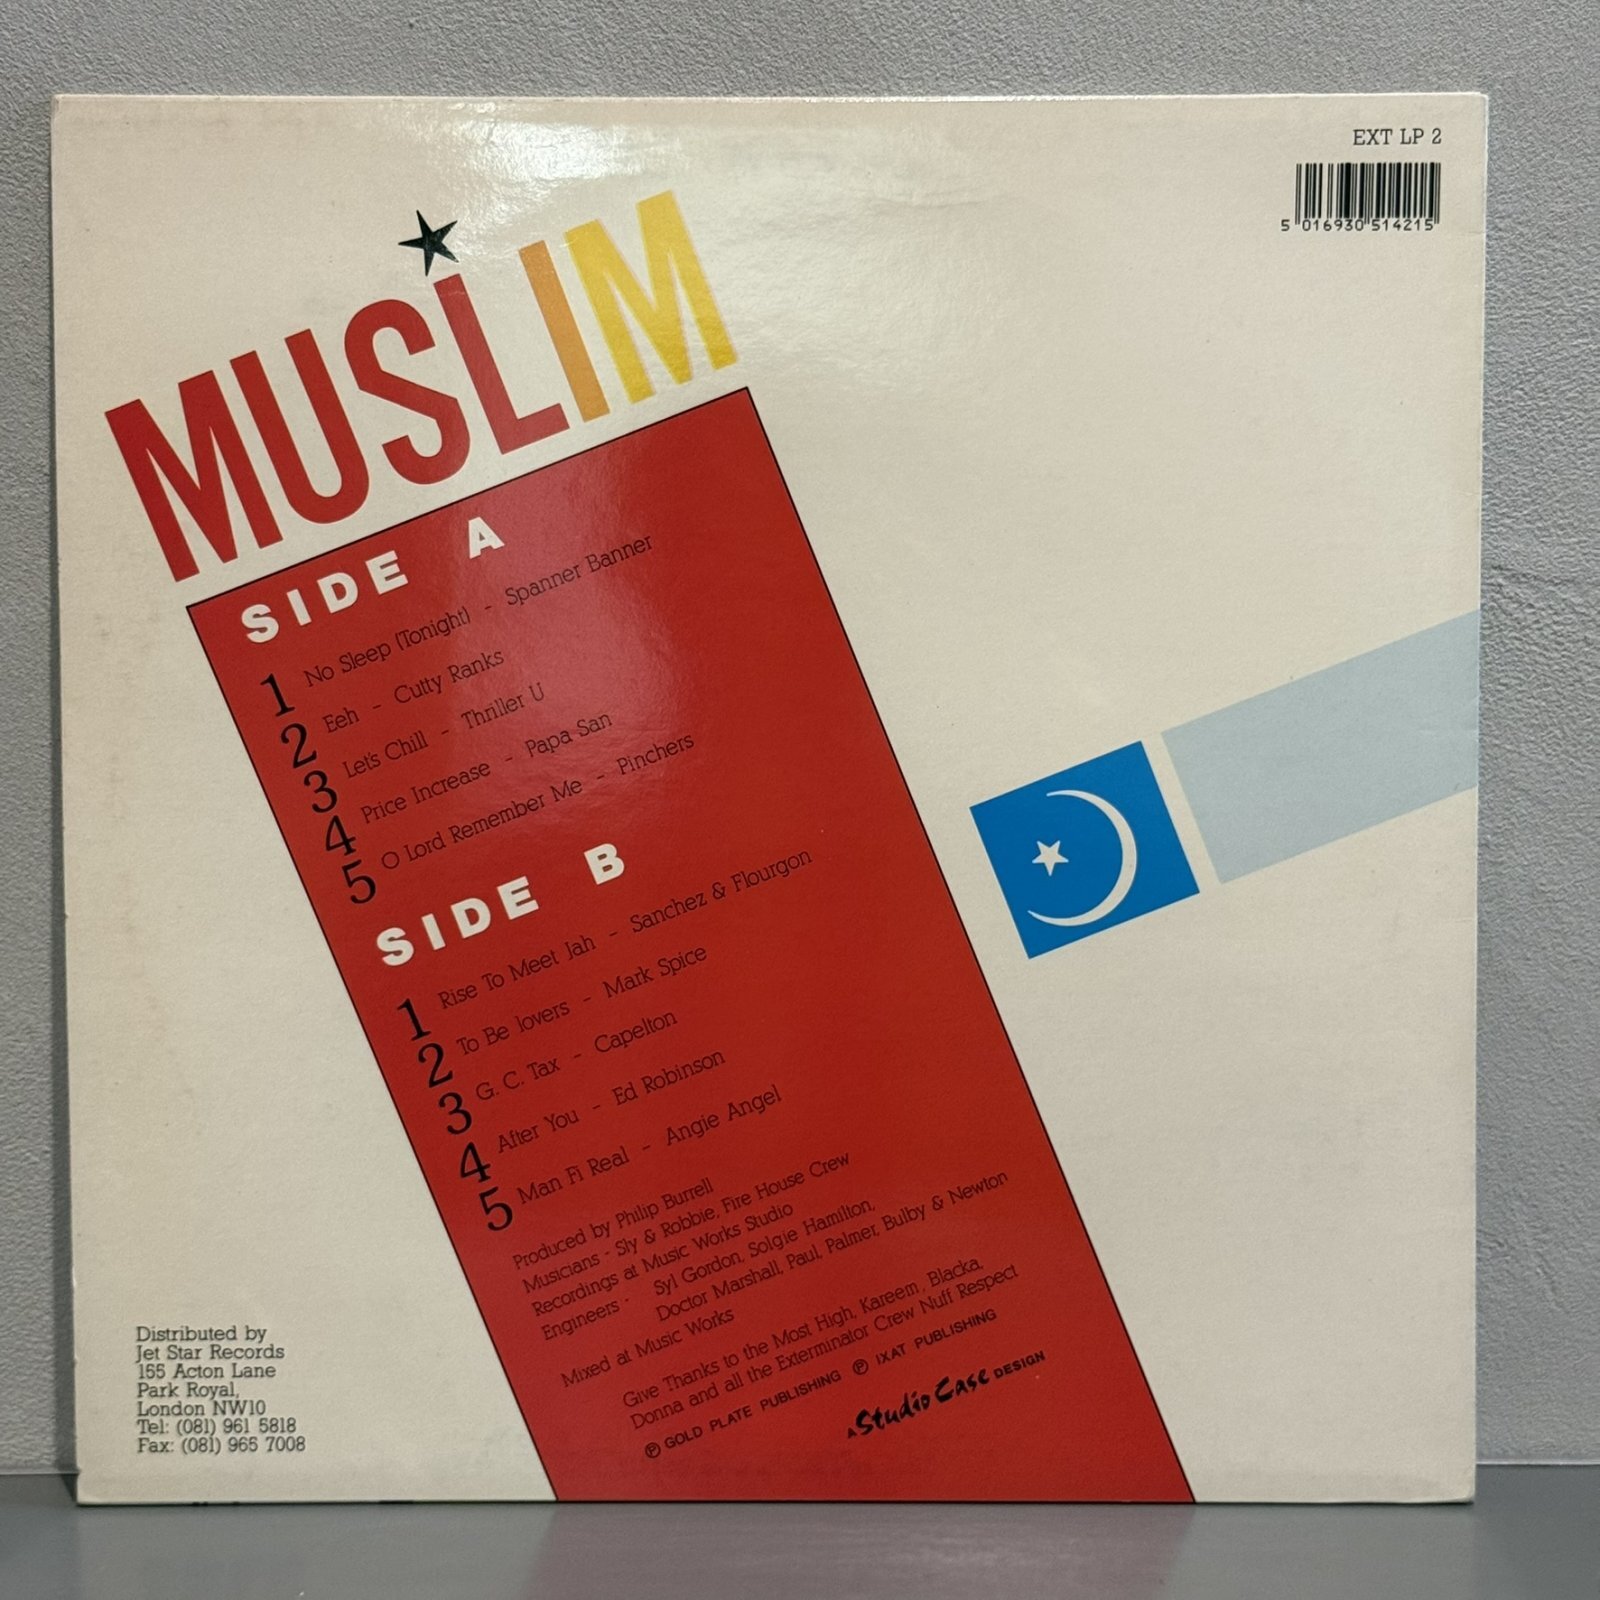 EXT LP 2
5 016930 514215
MUSLIM
SIDE A
1 No Sleep (Tonight) - Spanner Banner
2 Eeh - Cutty Ranks
3 Let's Chill - Thriller U
4 Price Increase - Papa San
5 O Lord Remember Me - Pinchers
SIDE B
1 Rise To Meet Jah - Sanchez & Flourgon
2 To Be lovers - Mark Spice
3 G. C. Tax - Capelton
4 After You - Ed Robinson
5 Man Fi Real - Angie Angel
Produced by Philip Burrell
Musicians - Sly & Robbie, Fire House Crew
Recordings at Music Works Studio
Engineers - Syl Gordon, Solgie Hamilton,
Doctor Marshall, Paul, Palmer, Bulby & Newton
Mixed at Music Works
Give Thanks to the Most High, Kareem, Blacka,
Donna and all the Exterminator Crew Nuff Respect
Ⓟ GOLD PLATE PUBLISHING Ⓟ IXAT PUBLISHING
A Studio Case DESIGN
Distributed by
Jet Star Records
155 Acton Lane
Park Royal,
London NW10
Tel: (081) 961 5818
Fax: (081) 965 7008